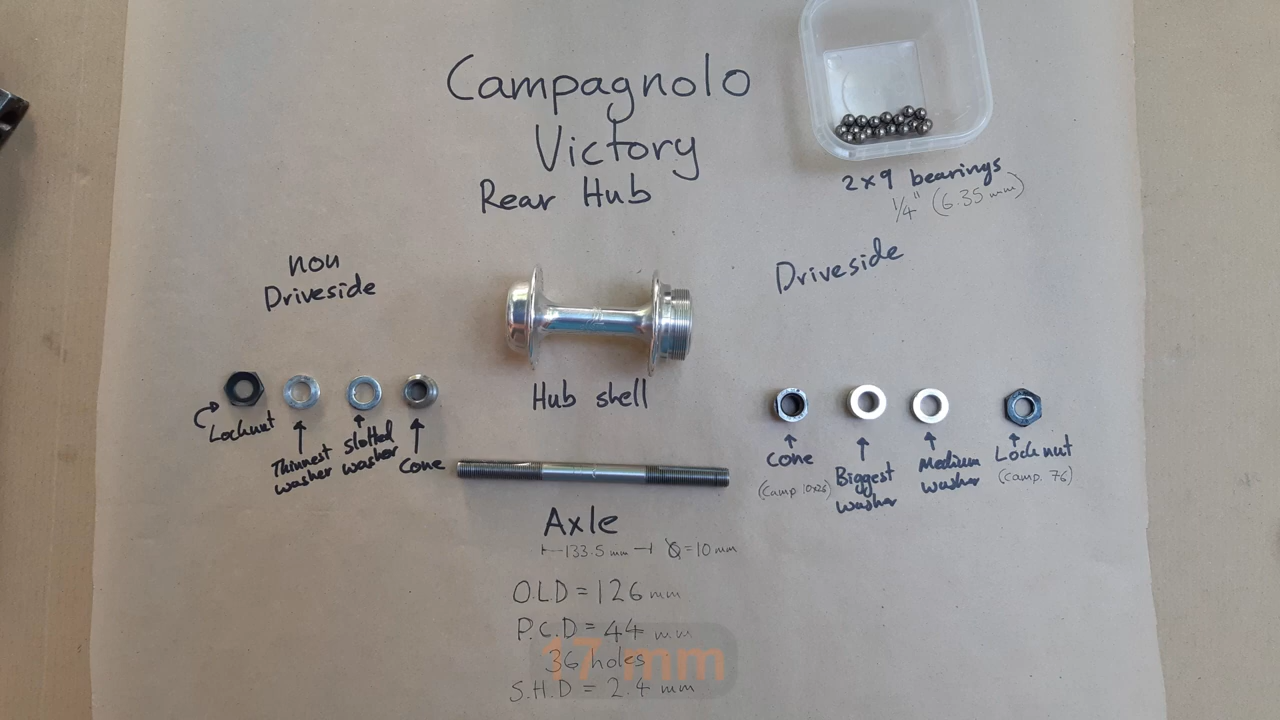 Campagnolo
Victory
Rear Hub
2x9 bearings
1/4" (6.35 mm)
non
Driveside
Driveside
Hub shell
Locknut
Thinnest
washer
slotted
washer
Cone
Cone
(Camp 10x26)
Biggest
washer
Medium
washer
Lock nut
(Camp. 76)
Axle
133.5 mm Ø=10 mm
O.L.D = 126 mm
P.C.D = 44 mm
36 holes
17 mm
S.H.D = 2.4 mm